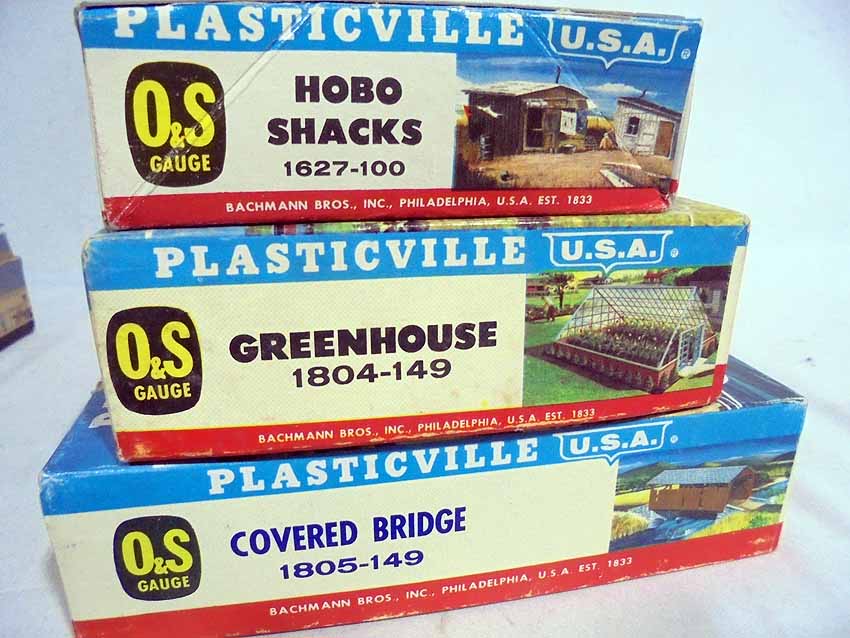 PLASTICVILLE U.S.A.®
O&S
GAUGE
HOBO
SHACKS
1627-100
BACHMANN BROS., INC., PHILADELPHIA, U.S.A. EST. 1833
PLASTICVILLE U.S.A.®
O&S
GAUGE
GREENHOUSE
1804-149
BACHMANN BROS., INC., PHILADELPHIA, U.S.A. EST. 1833
PLASTICVILLE U.S.A.®
O&S
GAUGE
COVERED BRIDGE
1805-149
BACHMANN BROS., INC., PHILADELPHIA, U.S.A. EST. 1833